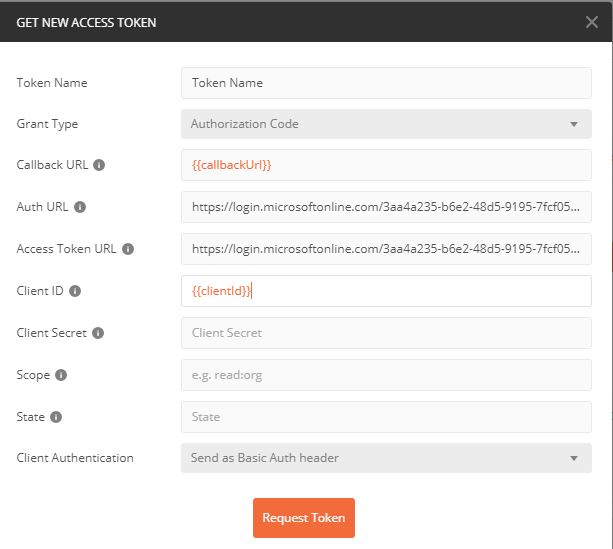 GET NEW ACCESS TOKEN
Token Name Token Name
Grant Type Authorization Code
Callback URL {{callbackUrl}}
Auth URL https://login.microsoftonline.com/3aa4a235-b6e2-48d5-9195-7fcf05...
Access Token URL https://login.microsoftonline.com/3aa4a235-b6e2-48d5-9195-7fcf05...
Client ID {{clientId}}
Client Secret Client Secret
Scope e.g. read:org
State State
Client Authentication Send as Basic Auth header
Request Token